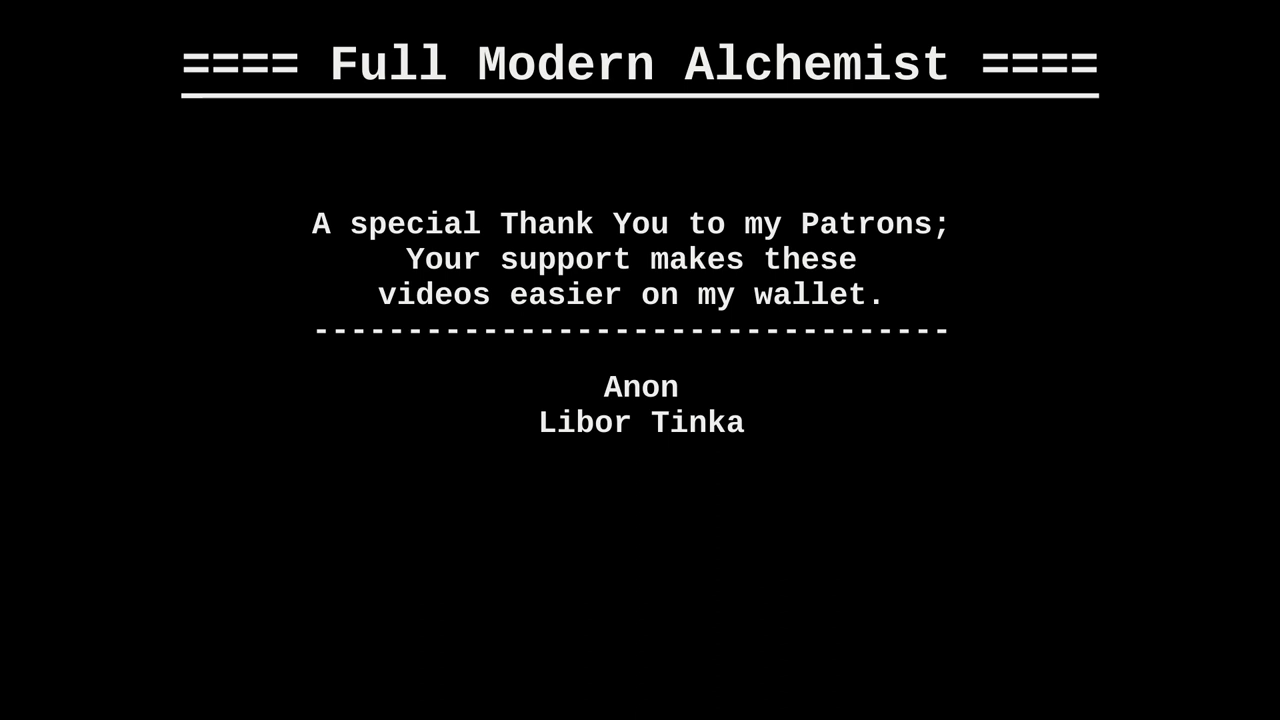 ==== Full Modern Alchemist ====
A special Thank You to my Patrons;
Your support makes these
videos easier on my wallet.
----------------------------------
Anon
Libor Tinka